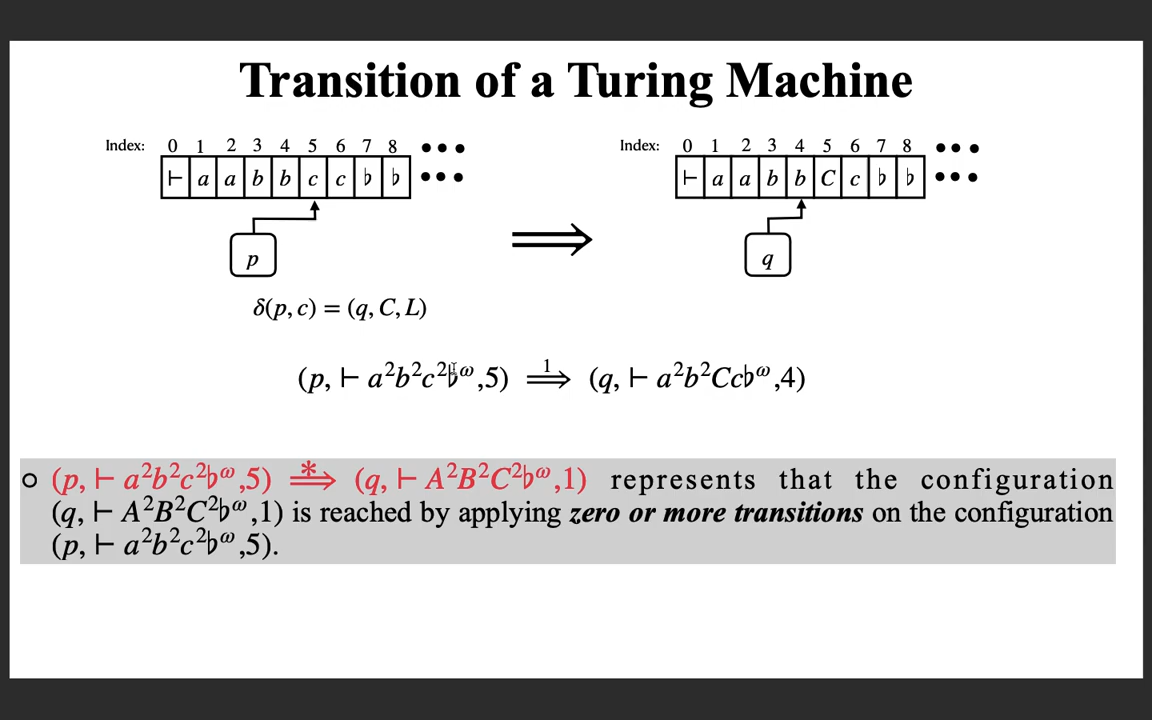 Transition of a Turing Machine
Index: 0 1 2 3 4 5 6 7 8 •••
⊢ a a b b c c ♭ ♭ •••
p
δ(p, c) = (q, C, L)
⟹
Index: 0 1 2 3 4 5 6 7 8 •••
⊢ a a b b C c ♭ ♭ •••
q
(p, ⊢ a²b²c²♭^ω, 5) ⟹¹ (q, ⊢ a²b²Cc♭^ω, 4)
○ (p, ⊢ a²b²c²♭^ω, 5) ⟹* (q, ⊢ A²B²C²♭^ω, 1) represents that the configuration
(q, ⊢ A²B²C²♭^ω, 1) is reached by applying zero or more transitions on the configuration
(p, ⊢ a²b²c²♭^ω, 5).